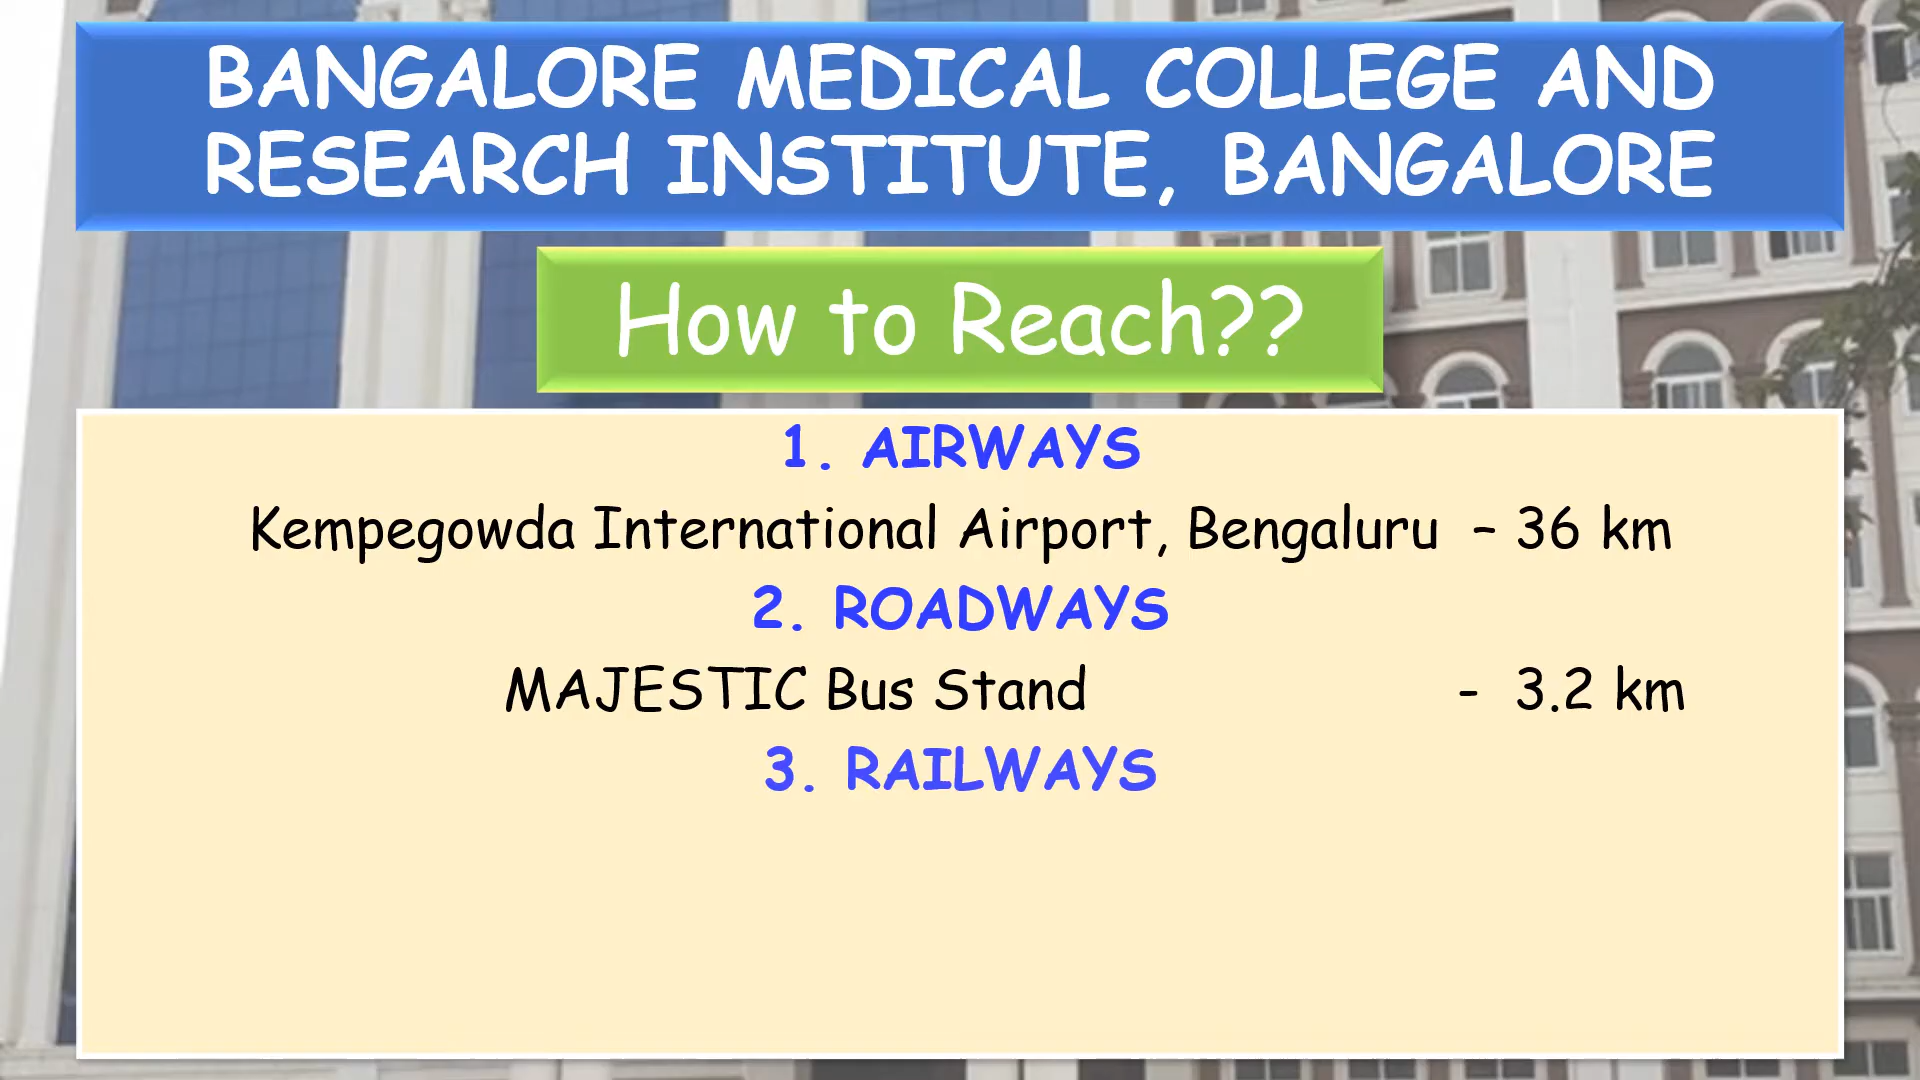 BANGALORE MEDICAL COLLEGE AND
RESEARCH INSTITUTE, BANGALORE
How to Reach??
1. AIRWAYS
Kempegowda International Airport, Bengaluru – 36 km
2. ROADWAYS
MAJESTIC Bus Stand - 3.2 km
3. RAILWAYS